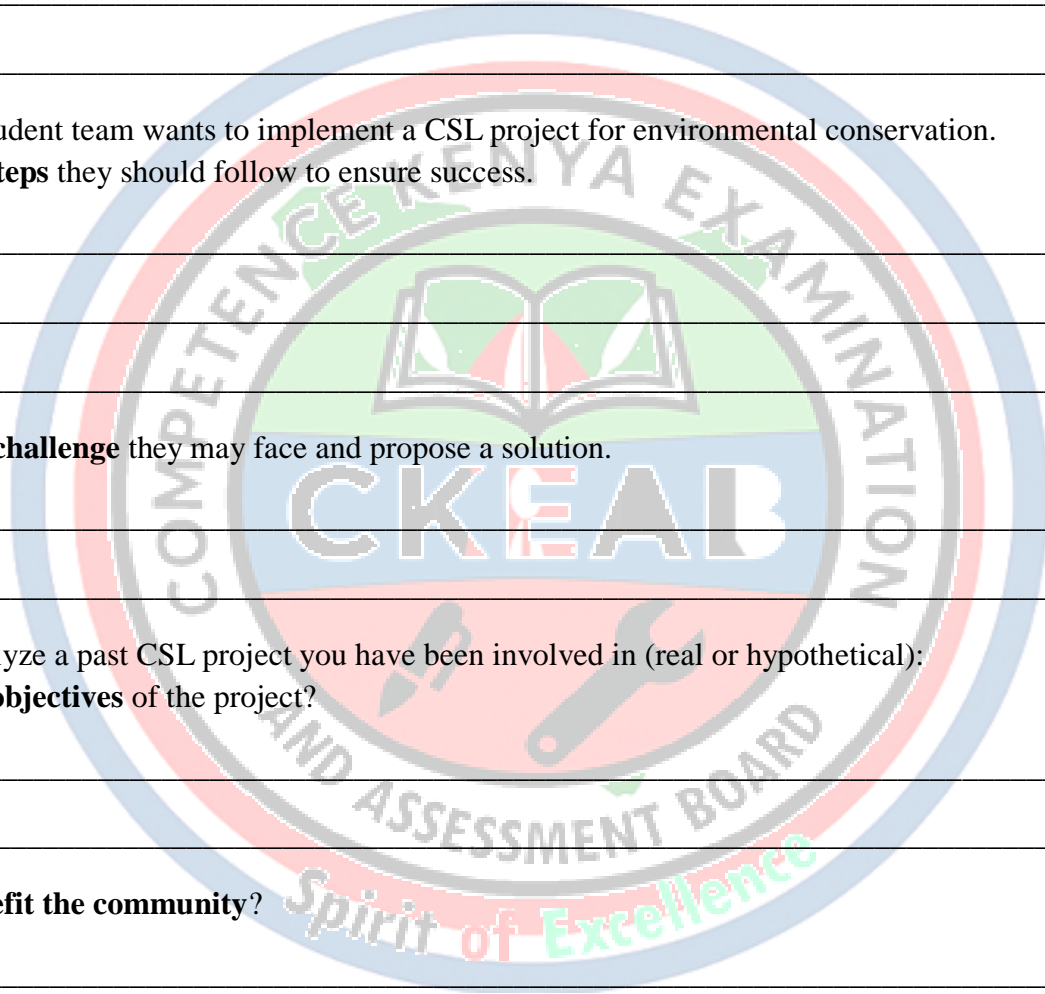 udent team wants to implement a CSL project for environmental conservation.
teps they should follow to ensure success.
challenge they may face and propose a solution.
lyze a past CSL project you have been involved in (real or hypothetical):
objectives of the project?
efit the community?
COMPETENCE KENYA EXAMINATION
CKEAB
AND ASSESSMENT BOARD
Spirit of Excellence